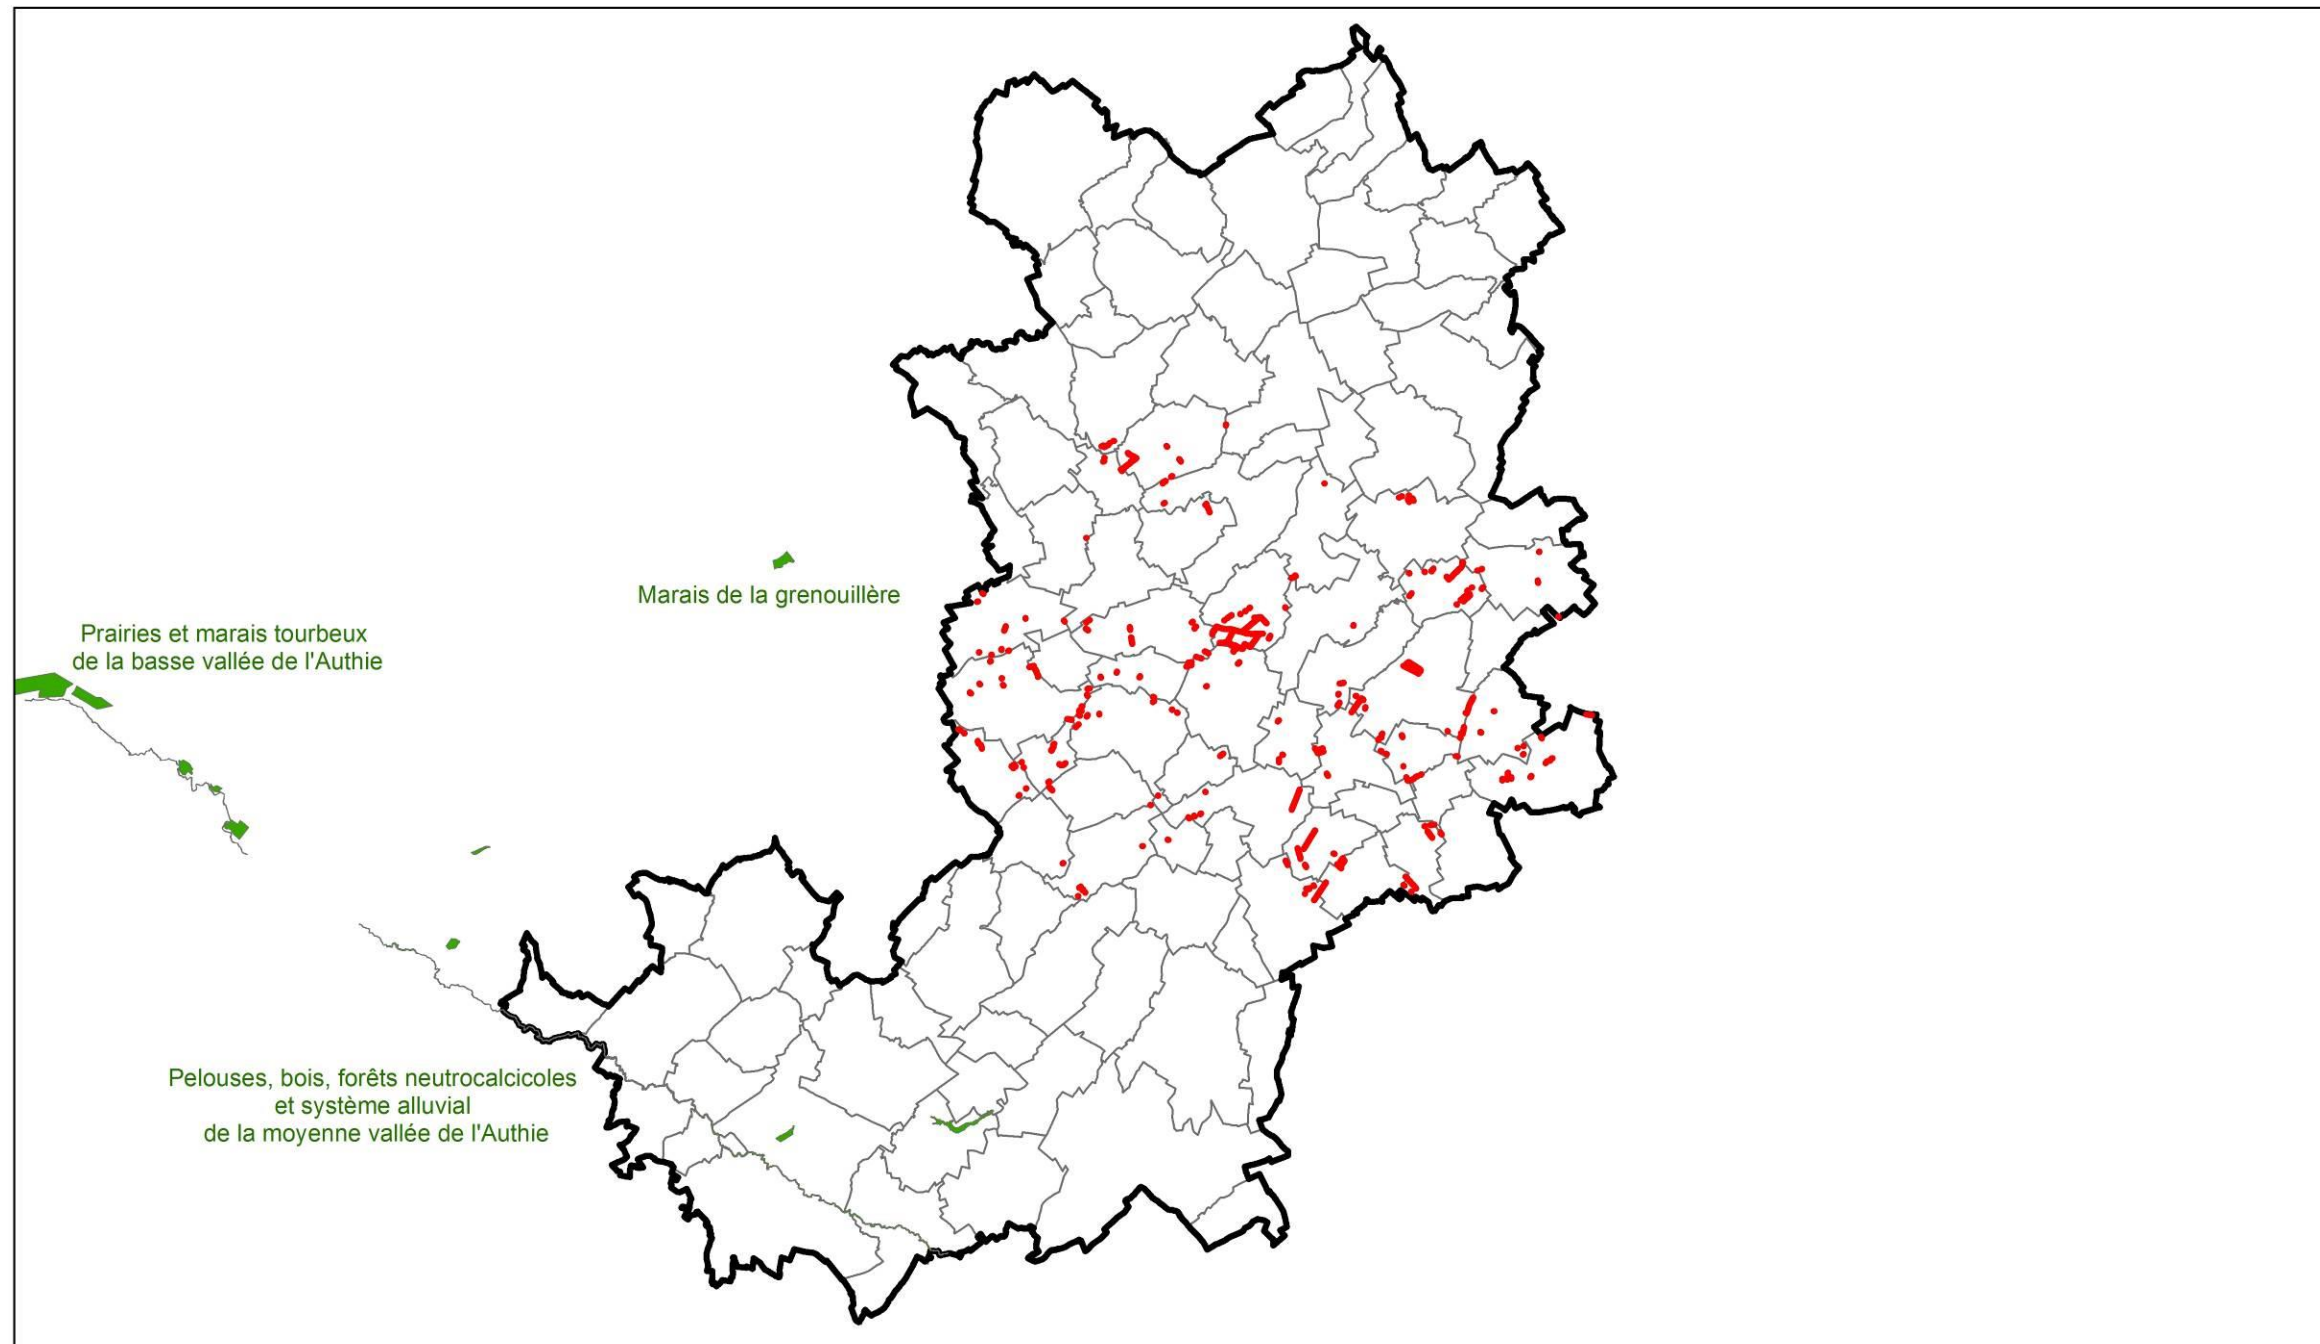 Marais de la grenouillère
Prairies et marais tourbeux
de la basse vallée de l'Authie
Pelouses, bois, forêts neutrocalcicoles
et système alluvial
de la moyenne vallée de l'Authie